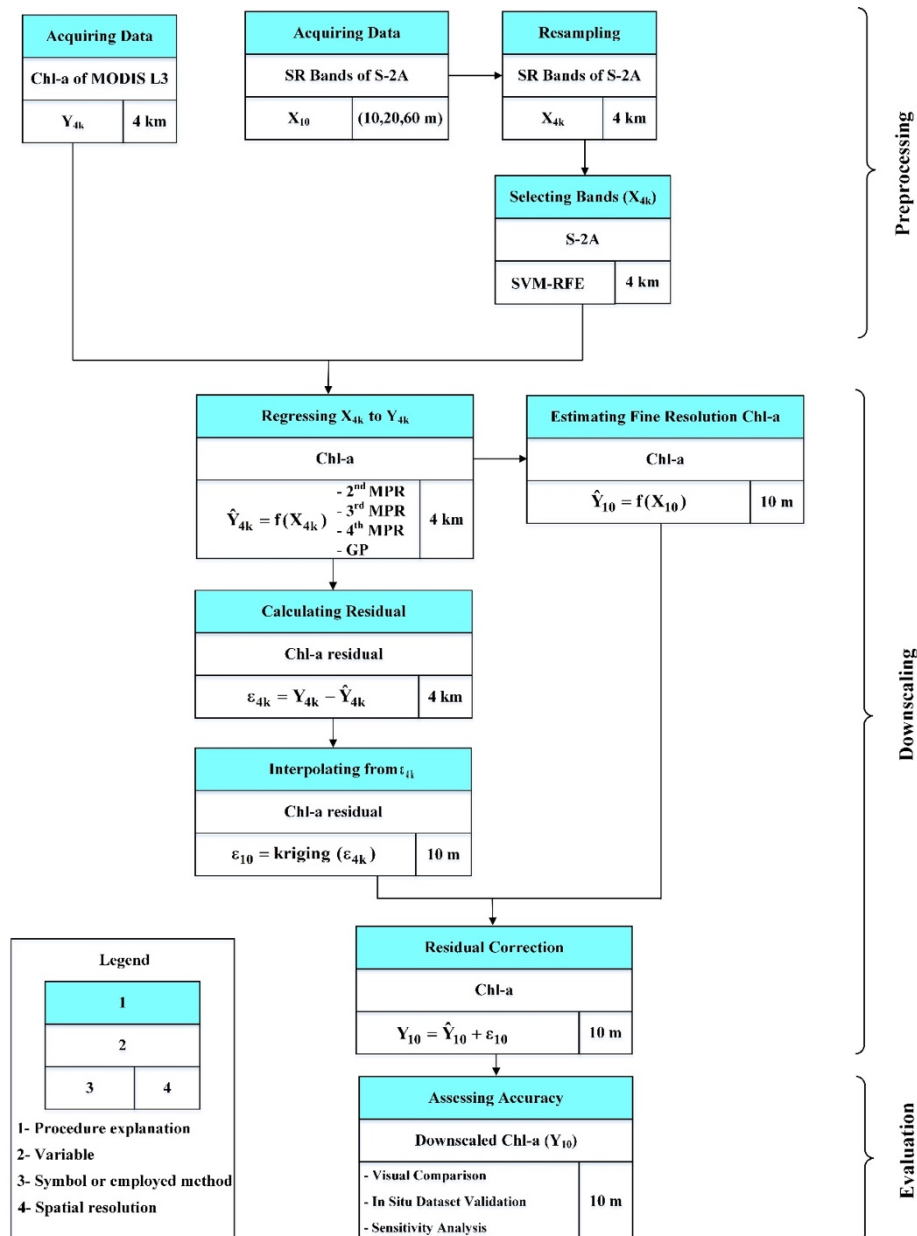 Acquiring Data
Chl-a of MODIS L3
Y4k
4 km
Acquiring Data
SR Bands of S-2A
X10
(10,20,60 m)
Resampling
SR Bands of S-2A
X4k
4 km
Selecting Bands (X4k)
S-2A
SVM-RFE
4 km
Preprocessing
Regressing X4k to Y4k
Chl-a
Ŷ4k = f(X4k)
- 2nd MPR
- 3rd MPR
- 4th MPR
- GP
4 km
Estimating Fine Resolution Chl-a
Chl-a
Ŷ10 = f(X10)
10 m
Calculating Residual
Chl-a residual
ε4k = Y4k − Ŷ4k
4 km
Interpolating from ε4k
Chl-a residual
ε10 = kriging (ε4k)
10 m
Residual Correction
Chl-a
Y10 = Ŷ10 + ε10
10 m
Downscaling
Assessing Accuracy
Downscaled Chl-a (Y10)
- Visual Comparison
- In Situ Dataset Validation
- Sensitivity Analysis
10 m
Evaluation
Legend
1
2
3
4
1- Procedure explanation
2- Variable
3- Symbol or employed method
4- Spatial resolution